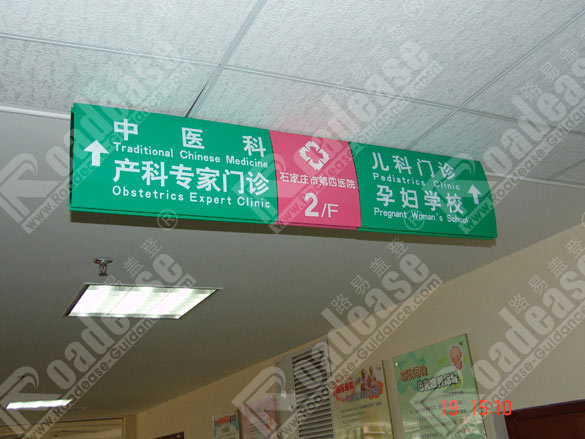 中医科
Traditional Chinese Medicine
产科专家门诊
Obstetrics Expert Clinic
石家庄市第四医院
2/F
儿科门诊
Pediatrics Clinic
孕妇学校
Pregnant Woman's School
路易盖登
Roadease
www.Roadease-Guidance.com
19 15:10